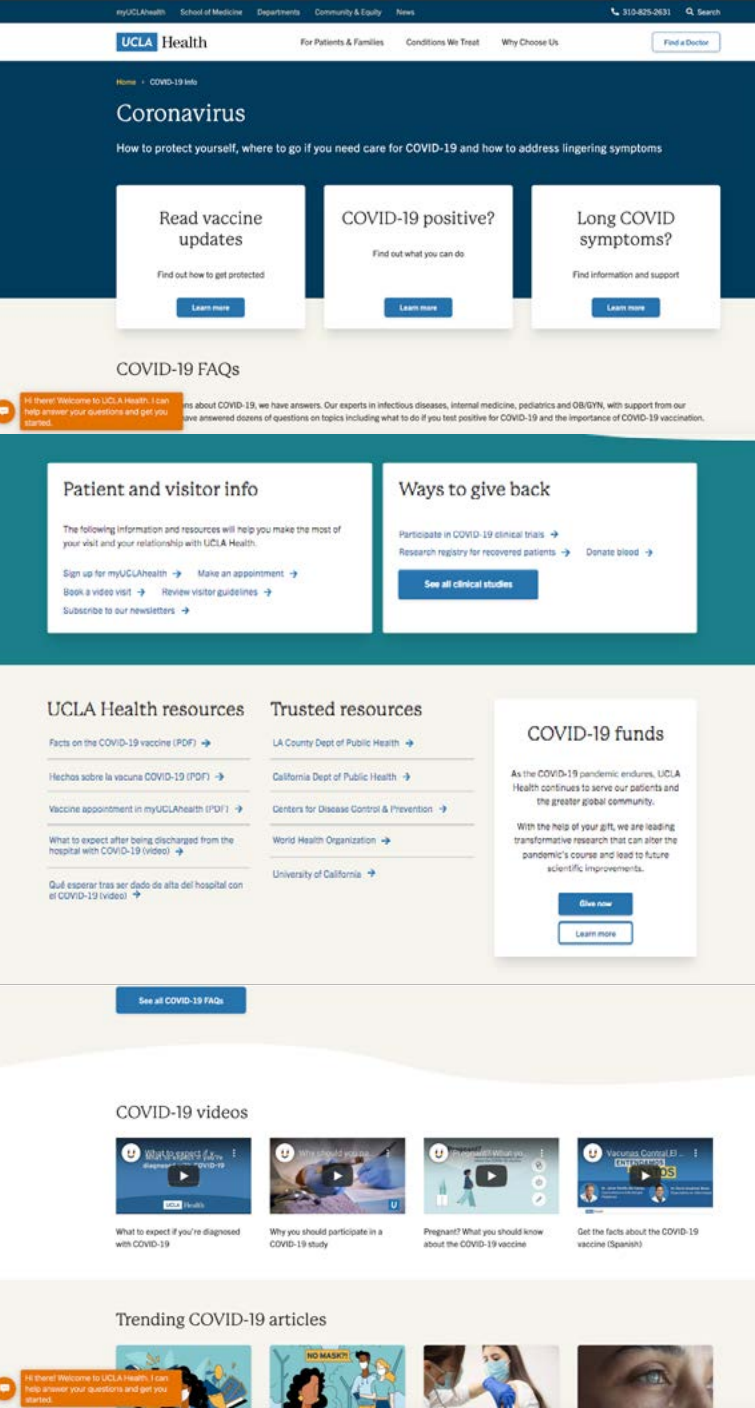 myUCLAhealth School of Medicine Departments Community & Equity News 310-825-2631 Search
UCLA Health For Patients & Families Conditions We Treat Why Choose Us Find a Doctor
Home › COVID-19 Info
Coronavirus
How to protect yourself, where to go if you need care for COVID-19 and how to address lingering symptoms
Read vaccine
updates
Find out how to get protected
Learn more
COVID-19 positive?
Find out what you can do
Learn more
Long COVID
symptoms?
Find information and support
Learn more
COVID-19 FAQs
Hi there! Welcome to UCLA Health. I can
help answer your questions and get you
started.
about COVID-19, we have answers. Our experts in infectious diseases, internal medicine, pediatrics and OB/GYN, with support from our
answered dozens of questions on topics including what to do if you test positive for COVID-19 and the importance of COVID-19 vaccination.
Patient and visitor info
The following information and resources will help you make the most of
your visit and your relationship with UCLA Health.
Sign up for myUCLAhealth → Make an appointment →
Book a video visit → Review visitor guidelines →
Subscribe to our newsletters →
Ways to give back
Participate in COVID-19 clinical trials →
Research registry for recovered patients → Donate blood →
See all clinical studies
UCLA Health resources
Facts on the COVID-19 vaccine (PDF) →
Hechos sobre la vacuna COVID-19 (PDF) →
Vaccine appointment in myUCLAhealth (PDF) →
What to expect after being discharged from the
hospital with COVID-19 (video) →
Qué esperar tras ser dado de alta del hospital con
el COVID-19 (video) →
Trusted resources
LA County Dept of Public Health →
California Dept of Public Health →
Centers for Disease Control & Prevention →
World Health Organization →
University of California →
COVID-19 funds
As the COVID-19 pandemic endures, UCLA
Health continues to serve our patients and
the greater global community.
With the help of your gift, we are leading
transformative research that can alter the
pandemic's course and lead to future
scientific improvements.
Give now
Learn more
See all COVID-19 FAQs
COVID-19 videos
What to expect if y...
UCLA Health
What to expect if you're diagnosed
with COVID-19
Why should you pa...
Why you should participate in a
COVID-19 study
Pregnant? What yo...
Pregnant? What you should know
about the COVID-19 vaccine
Vacunas Contra,El ...
ENTENDAMOS
Get the facts about the COVID-19
vaccine (Spanish)
Trending COVID-19 articles
NO MASK?!
Hi there! Welcome to UCLA Health. I can
help answer your questions and get you
started.